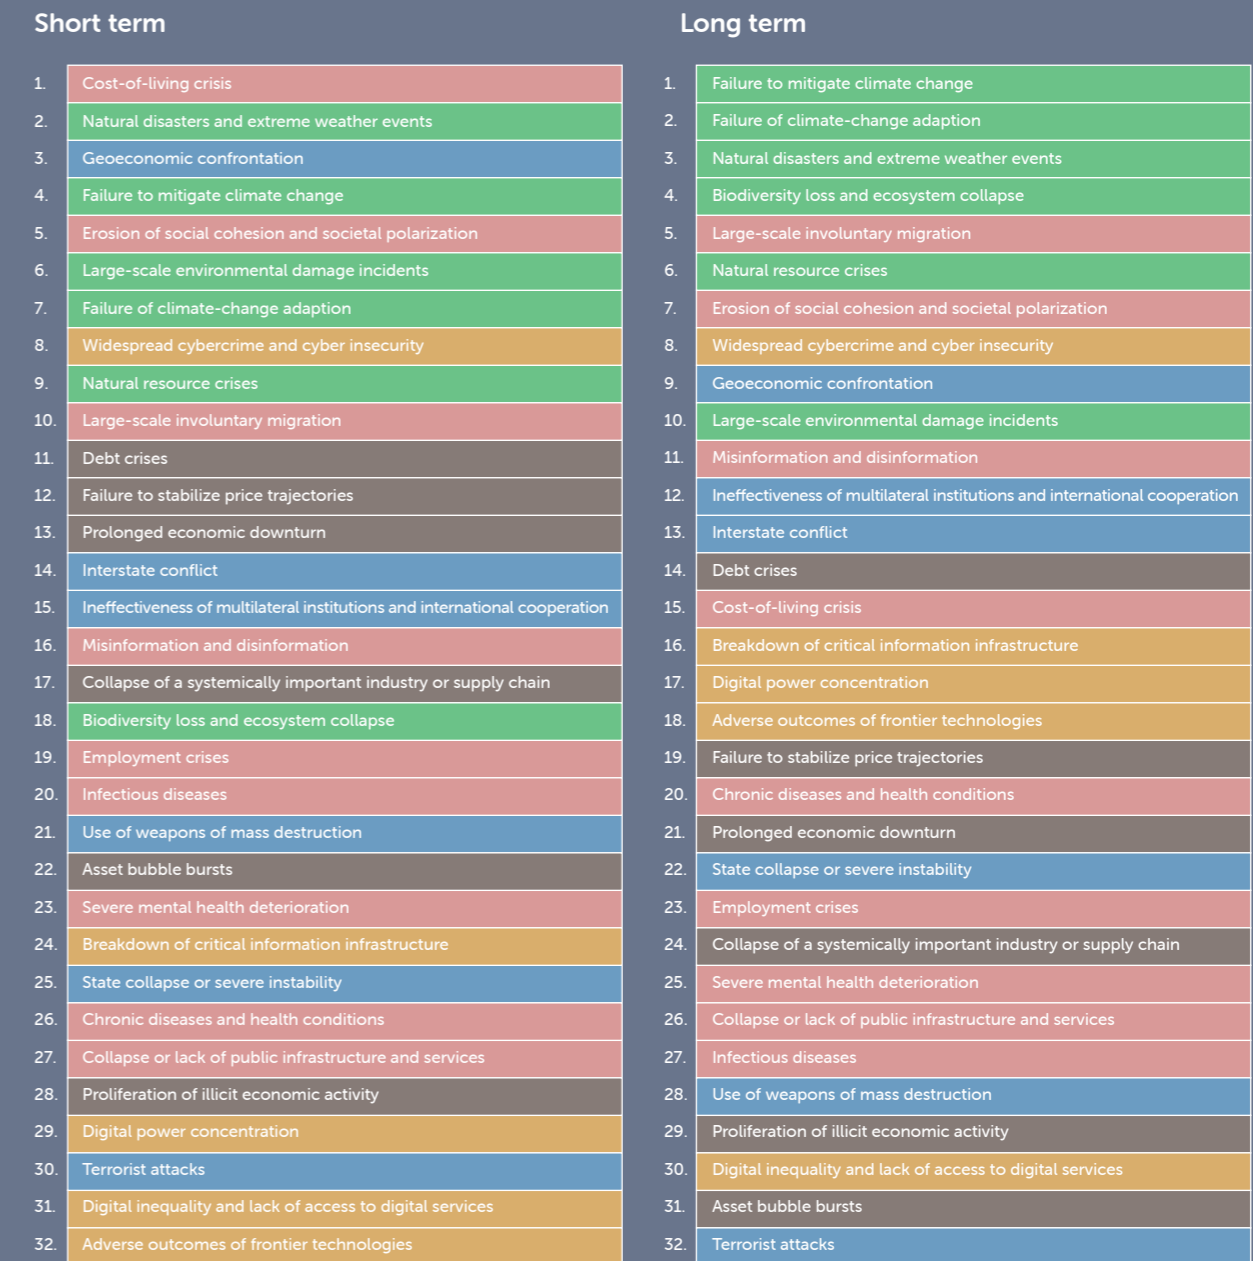 Short term
1. Cost-of-living crisis
2. Natural disasters and extreme weather events
3. Geoeconomic confrontation
4. Failure to mitigate climate change
5. Erosion of social cohesion and societal polarization
6. Large-scale environmental damage incidents
7. Failure of climate-change adaption
8. Widespread cybercrime and cyber insecurity
9. Natural resource crises
10. Large-scale involuntary migration
11. Debt crises
12. Failure to stabilize price trajectories
13. Prolonged economic downturn
14. Interstate conflict
15. Ineffectiveness of multilateral institutions and international cooperation
16. Misinformation and disinformation
17. Collapse of a systemically important industry or supply chain
18. Biodiversity loss and ecosystem collapse
19. Employment crises
20. Infectious diseases
21. Use of weapons of mass destruction
22. Asset bubble bursts
23. Severe mental health deterioration
24. Breakdown of critical information infrastructure
25. State collapse or severe instability
26. Chronic diseases and health conditions
27. Collapse or lack of public infrastructure and services
28. Proliferation of illicit economic activity
29. Digital power concentration
30. Terrorist attacks
31. Digital inequality and lack of access to digital services
32. Adverse outcomes of frontier technologies
Long term
1. Failure to mitigate climate change
2. Failure of climate-change adaption
3. Natural disasters and extreme weather events
4. Biodiversity loss and ecosystem collapse
5. Large-scale involuntary migration
6. Natural resource crises
7. Erosion of social cohesion and societal polarization
8. Widespread cybercrime and cyber insecurity
9. Geoeconomic confrontation
10. Large-scale environmental damage incidents
11. Misinformation and disinformation
12. Ineffectiveness of multilateral institutions and international cooperation
13. Interstate conflict
14. Debt crises
15. Cost-of-living crisis
16. Breakdown of critical information infrastructure
17. Digital power concentration
18. Adverse outcomes of frontier technologies
19. Failure to stabilize price trajectories
20. Chronic diseases and health conditions
21. Prolonged economic downturn
22. State collapse or severe instability
23. Employment crises
24. Collapse of a systemically important industry or supply chain
25. Severe mental health deterioration
26. Collapse or lack of public infrastructure and services
27. Infectious diseases
28. Use of weapons of mass destruction
29. Proliferation of illicit economic activity
30. Digital inequality and lack of access to digital services
31. Asset bubble bursts
32. Terrorist attacks